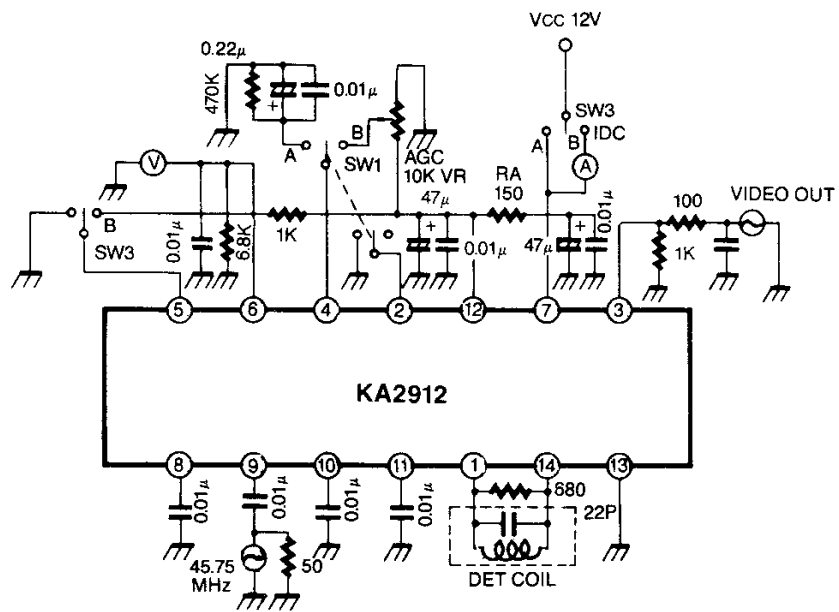 VCC 12V
0.22μ
470K
+
0.01μ
A
B
SW1
AGC
10K VR
SW3
A
B
IDC
A
V
B
SW3
0.01μ
6.8K
1K
47μ
+
0.01μ
RA
150
47μ
+
0.01μ
100
VIDEO OUT
1K
5
6
4
2
12
7
3
KA2912
8
9
10
11
1
14
13
0.01μ
0.01μ
0.01μ
0.01μ
680
22P
45.75
MHz
50
DET COIL